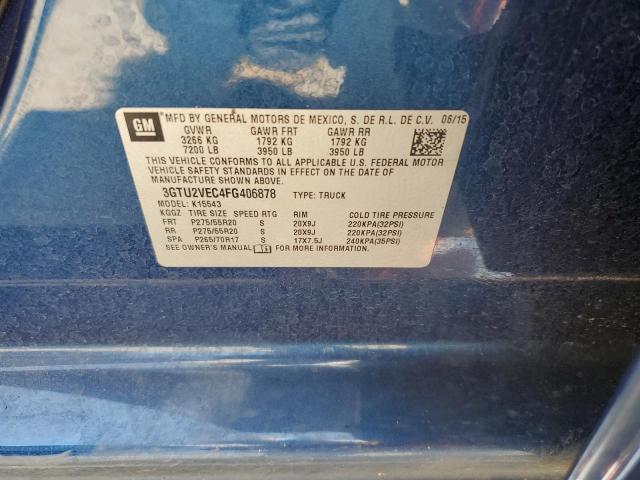 GM
MFD BY GENERAL MOTORS DE MEXICO, S. DE R.L. DE C.V. 06/15
GVWR GAWR FRT GAWR RR
3266 KG 1792 KG 1792 KG
7200 LB 3950 LB 3950 LB
THIS VEHICLE CONFORMS TO ALL APPLICABLE U.S. FEDERAL MOTOR
VEHICLE SAFETY, BUMPER, AND THEFT PREVENTION
STANDARDS IN EFFECT ON THE DATE OF
MANUFACTURE SHOWN ABOVE.
3GTU2VEC4FG406878 TYPE: TRUCK
MODEL: K15543
KGGZ TIRE SIZE SPEED RTG RIM COLD TIRE PRESSURE
FRT P275/55R20 S 20X9J 220KPA(32PSI)
RR P275/55R20 S 20X9J 220KPA(32PSI)
SPA P265/70R17 S 17X7.5J 240KPA(35PSI)
SEE OWNER'S MANUAL FOR MORE INFORMATION.